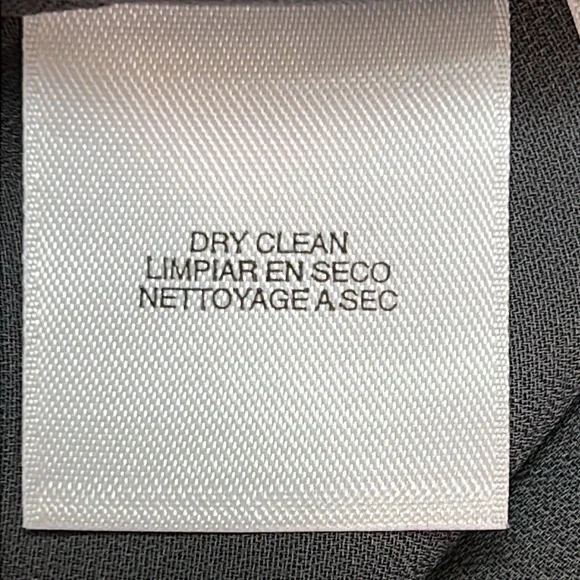 DRY CLEAN
LIMPIAR EN SECO
NETTOYAGE A SEC